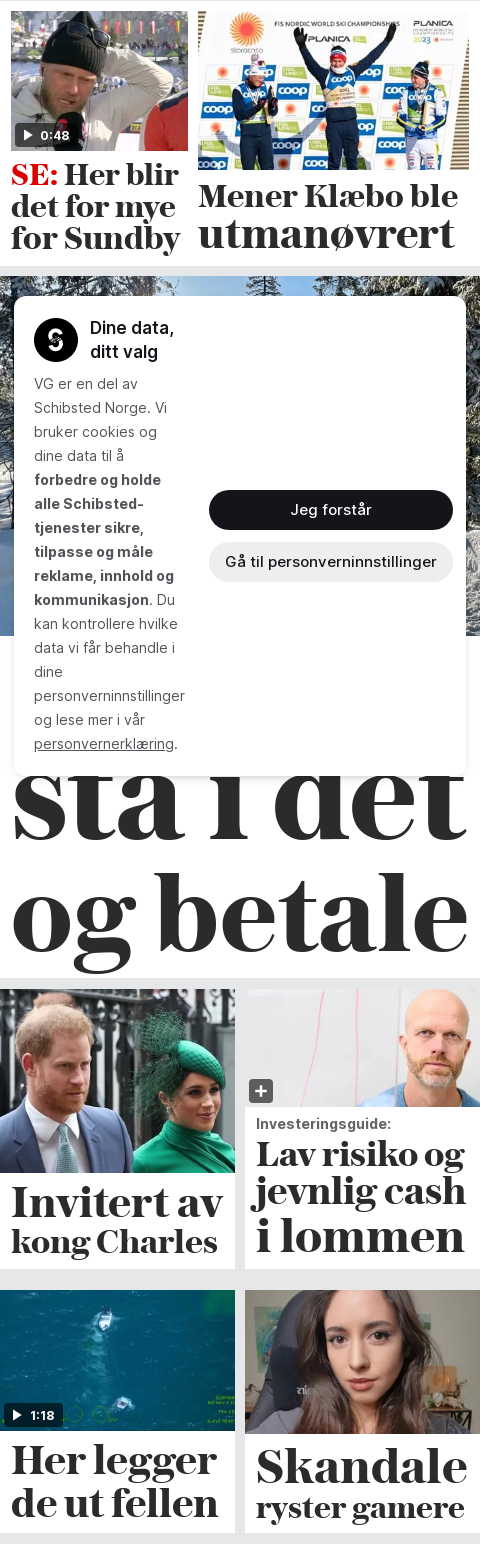 0:48
SE: Her blir
det for mye
for Sundby
storaenso
FIS NORDIC WORLD SKI CHAMPIONSHIPS
PLANICA
PLANICA
2023
coop
coop
coop
coop
Mener Klæbo ble
utmanøvrert
Dine data,
ditt valg
VG er en del av
Schibsted Norge. Vi
bruker cookies og
dine data til å
forbedre og holde
alle Schibsted-
tjenester sikre,
tilpasse og måle
reklame, innhold og
kommunikasjon. Du
kan kontrollere hvilke
data vi får behandle i
dine
personverninnstillinger
og lese mer i vår
personvernerklæring.
Jeg forstår
Gå til personverninnstillinger
stå i det
og betale
Invitert av
kong Charles
Investeringsguide:
Lav risiko og
jevnlig cash
i lommen
1:18
Her legger
de ut fellen
Skandale
ryster gamere